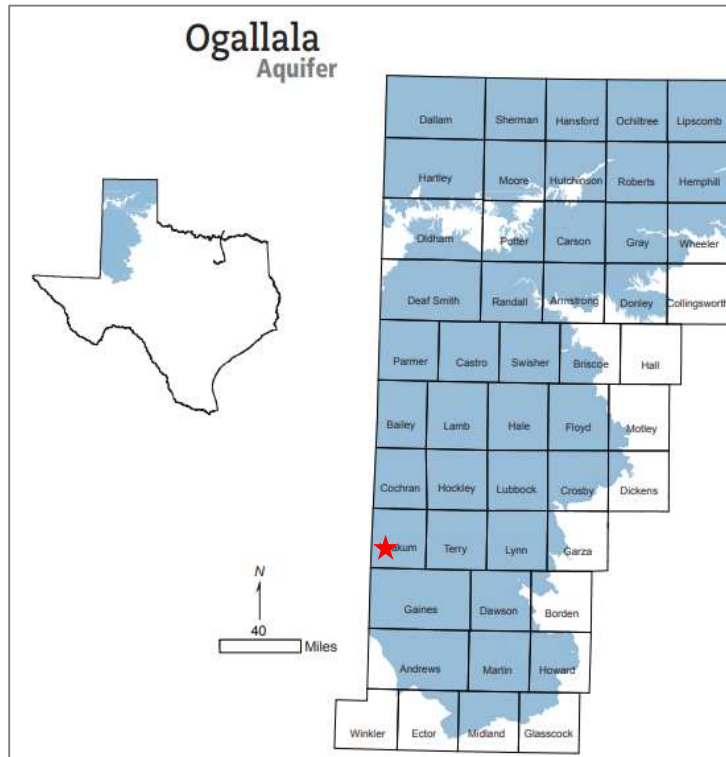 Ogallala
Aquifer
Dallam Sherman Hansford Ochiltree Lipscomb
Hartley Moore Hutchinson Roberts Hemphill
Didham Potter Carson Gray Wheeler
Deaf Smith Randall Armstrong Donley Collingsworth
Parmer Castro Swisher Briscoe Hall
Bailey Lamb Hale Floyd Motley
Cochran Hockley Lubbock Crosby Dickens
akum Terry Lynn Garza
N
40
Miles
Gaines Dawson Borden
Andrews Martin Howard
Winkler Ector Midland Glasscock